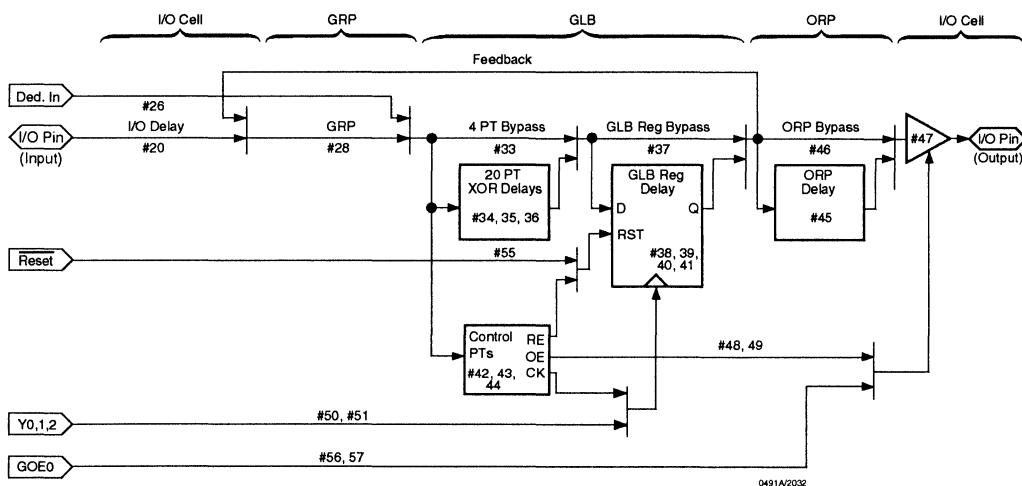 I/O Cell
GRP
GLB
ORP
I/O Cell
Feedback
Ded. In
#26
I/O Pin
(Input)
I/O Delay
#20
GRP
#28
4 PT Bypass
#33
GLB Reg Bypass
#37
ORP Bypass
#46
#47
I/O Pin
(Output)
20 PT
XOR Delays
#34, 35, 36
GLB Reg
Delay
D
Q
RST
#38, 39,
40, 41
ORP
Delay
#45
Reset
#55
Control
PTs
#42, 43,
44
RE
OE
CK
#48, 49
Y0,1,2
#50, #51
GOE0
#56, 57
0491A/2032